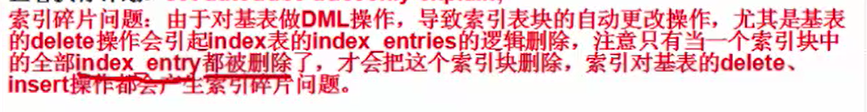 索引碎片问题：由于对基表做DML操作，导致索引表块的自动更改操作，尤其是基表
的delete操作会引起index表的index_entries的逻辑删除，注意只有当一个索引块中
的全部index_entry都被删除了，才会把这个索引块删除，索引对基表的delete、
insert操作都会产生索引碎片问题。